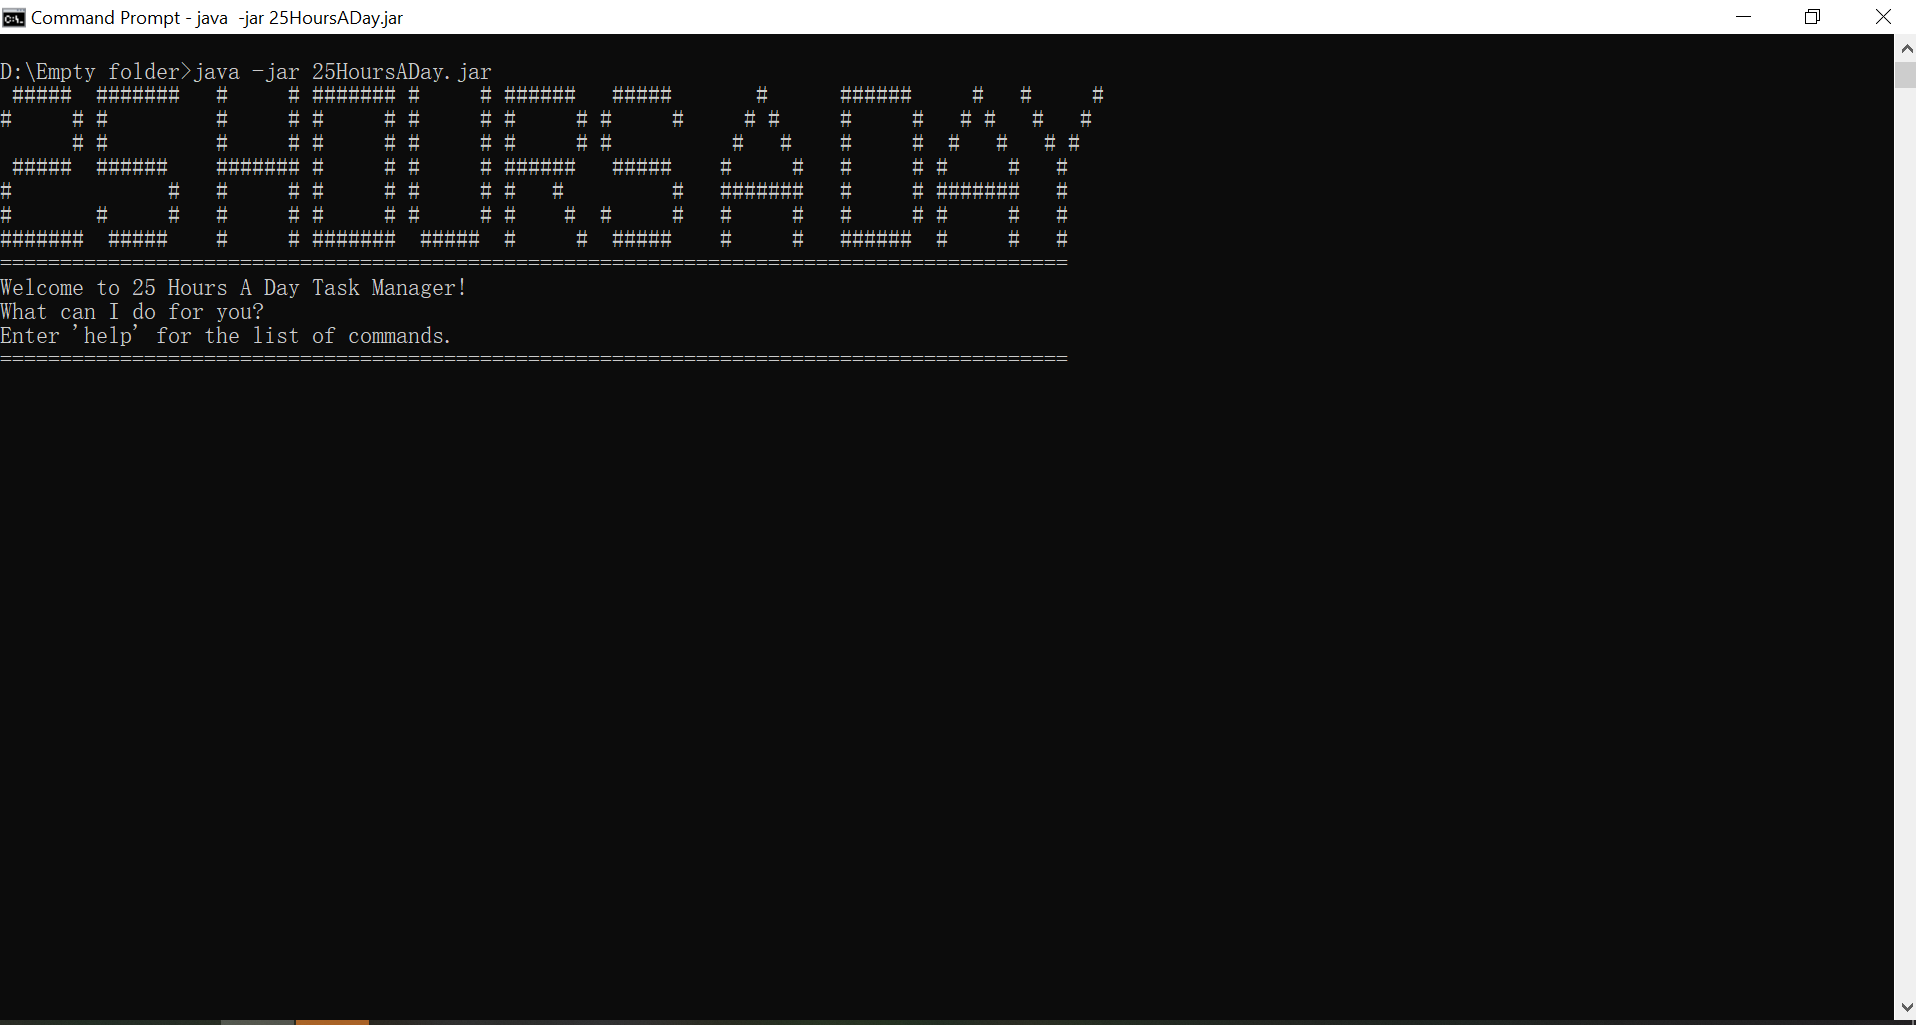 Command Prompt - java  -jar 25HoursADay.jar
D:\Empty folder>java -jar 25HoursADay.jar
 #####  #######   #     # ####### #     # ######   #####       #      ######     #   #     #
#     # #         #     # #     # #     # #     # #     #     # #     #     #   # #   #   #
      # #         #     # #     # #     # #     # #          #   #    #     #  #   #   # #
 #####  ######    ####### #     # #     # ######   #####    #     #   #     # #     #   #
#             #   #     # #     # #     # #   #         #   #######   #     # #######   #
#       #     #   #     # #     # #     # #    #  #     #   #     #   #     # #     #   #
#######  #####    #     # #######  #####  #     #  #####    #     #   ######  #     #   #
=========================================================================================
Welcome to 25 Hours A Day Task Manager!
What can I do for you?
Enter 'help' for the list of commands.
=========================================================================================